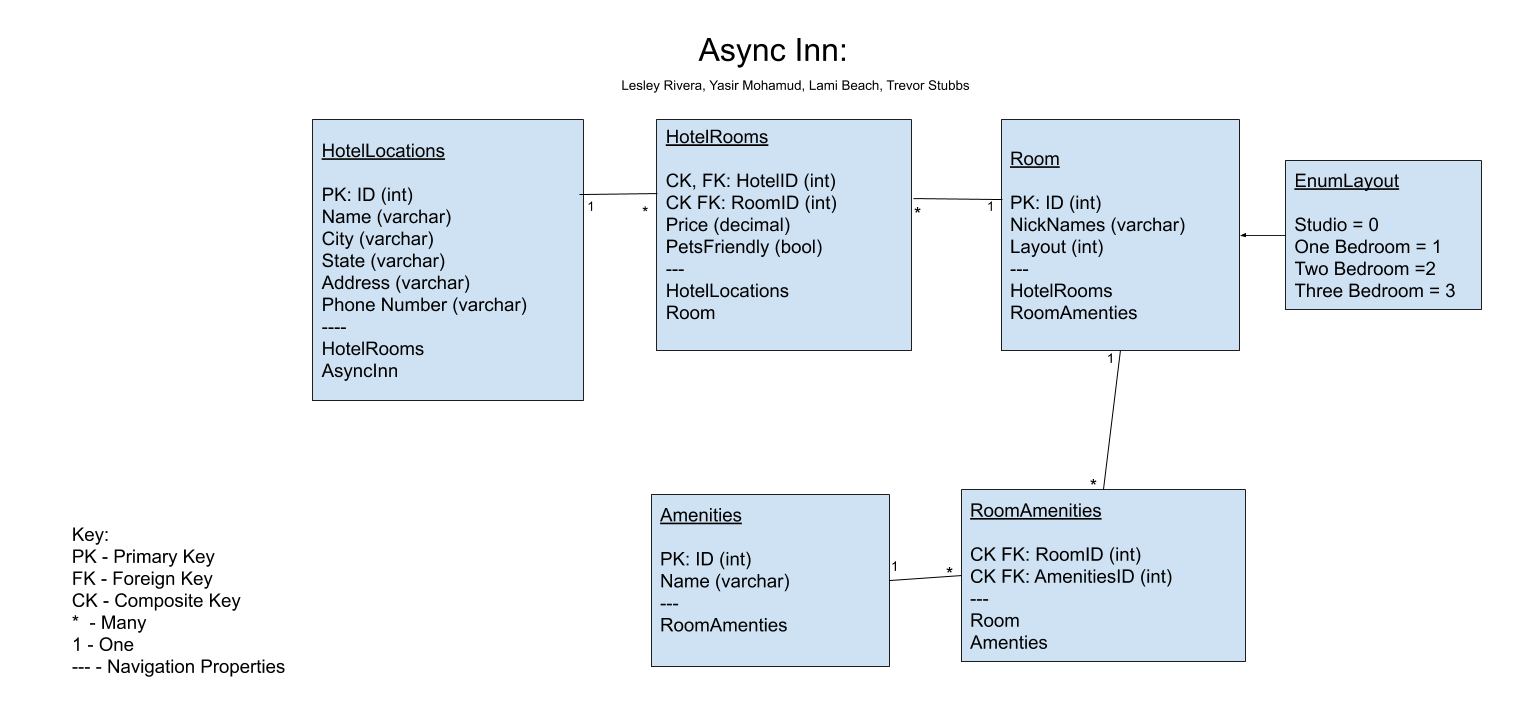 Async Inn:
Lesley Rivera, Yasir Mohamud, Lami Beach, Trevor Stubbs
HotelLocations
PK: ID (int)
Name (varchar)
City (varchar)
State (varchar)
Address (varchar)
Phone Number (varchar)
----
HotelRooms
AsyncInn
1
*
HotelRooms
CK, FK: HotelID (int)
CK FK: RoomID (int)
Price (decimal)
PetsFriendly (bool)
---
HotelLocations
Room
*
1
Room
PK: ID (int)
NickNames (varchar)
Layout (int)
---
HotelRooms
RoomAmenties
EnumLayout
Studio = 0
One Bedroom = 1
Two Bedroom =2
Three Bedroom = 3
1
*
Amenities
PK: ID (int)
Name (varchar)
---
RoomAmenties
1
*
RoomAmenities
CK FK: RoomID (int)
CK FK: AmenitiesID (int)
---
Room
Amenties
Key:
PK - Primary Key
FK - Foreign Key
CK - Composite Key
*  - Many
1 - One
--- - Navigation Properties